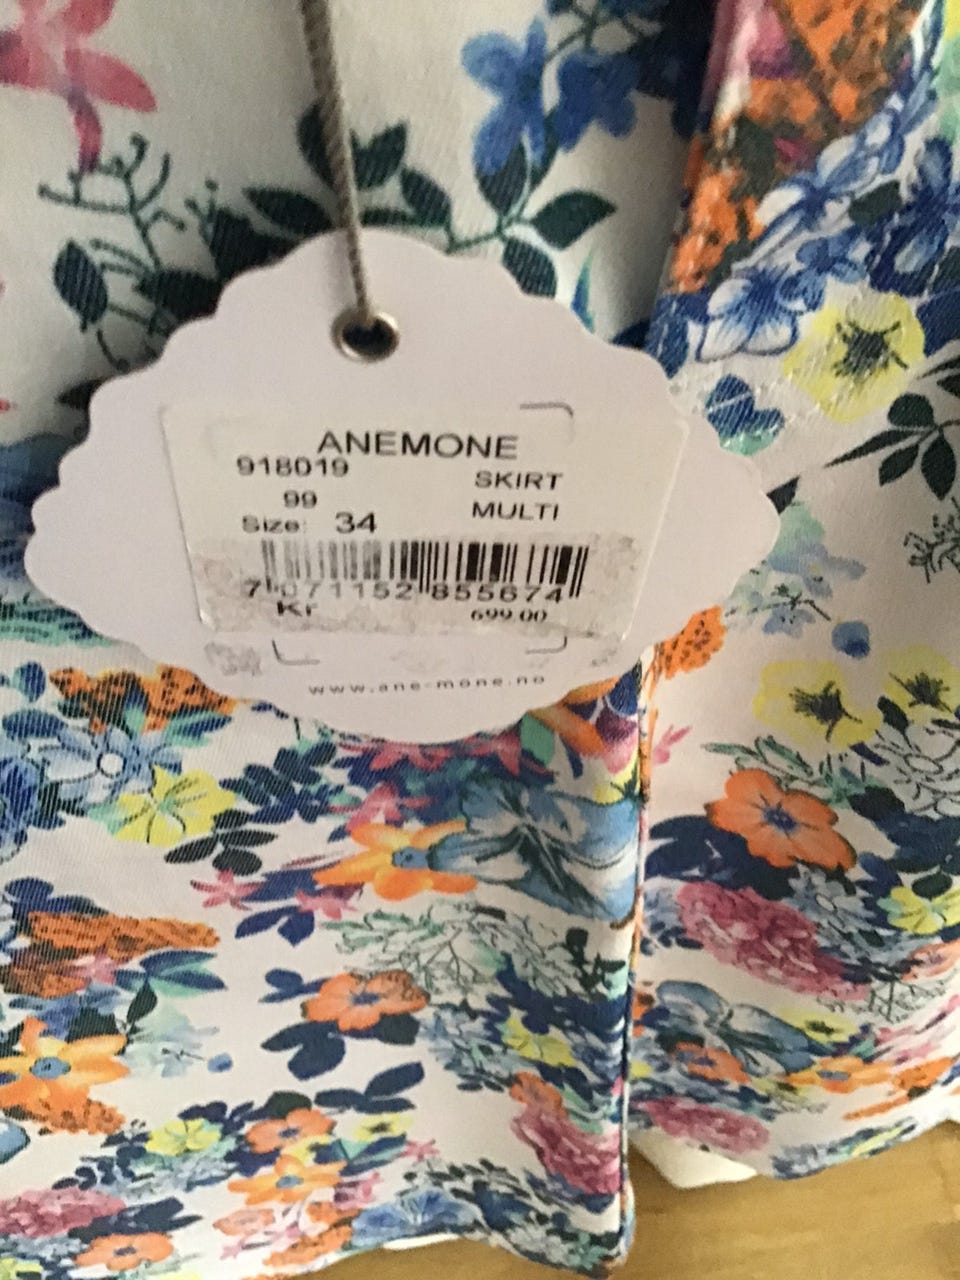 ANEMONE
918019 SKIRT
99 MULTI
Size: 34
7 071152 855674
Kr 699.00
www.ane-mone.no